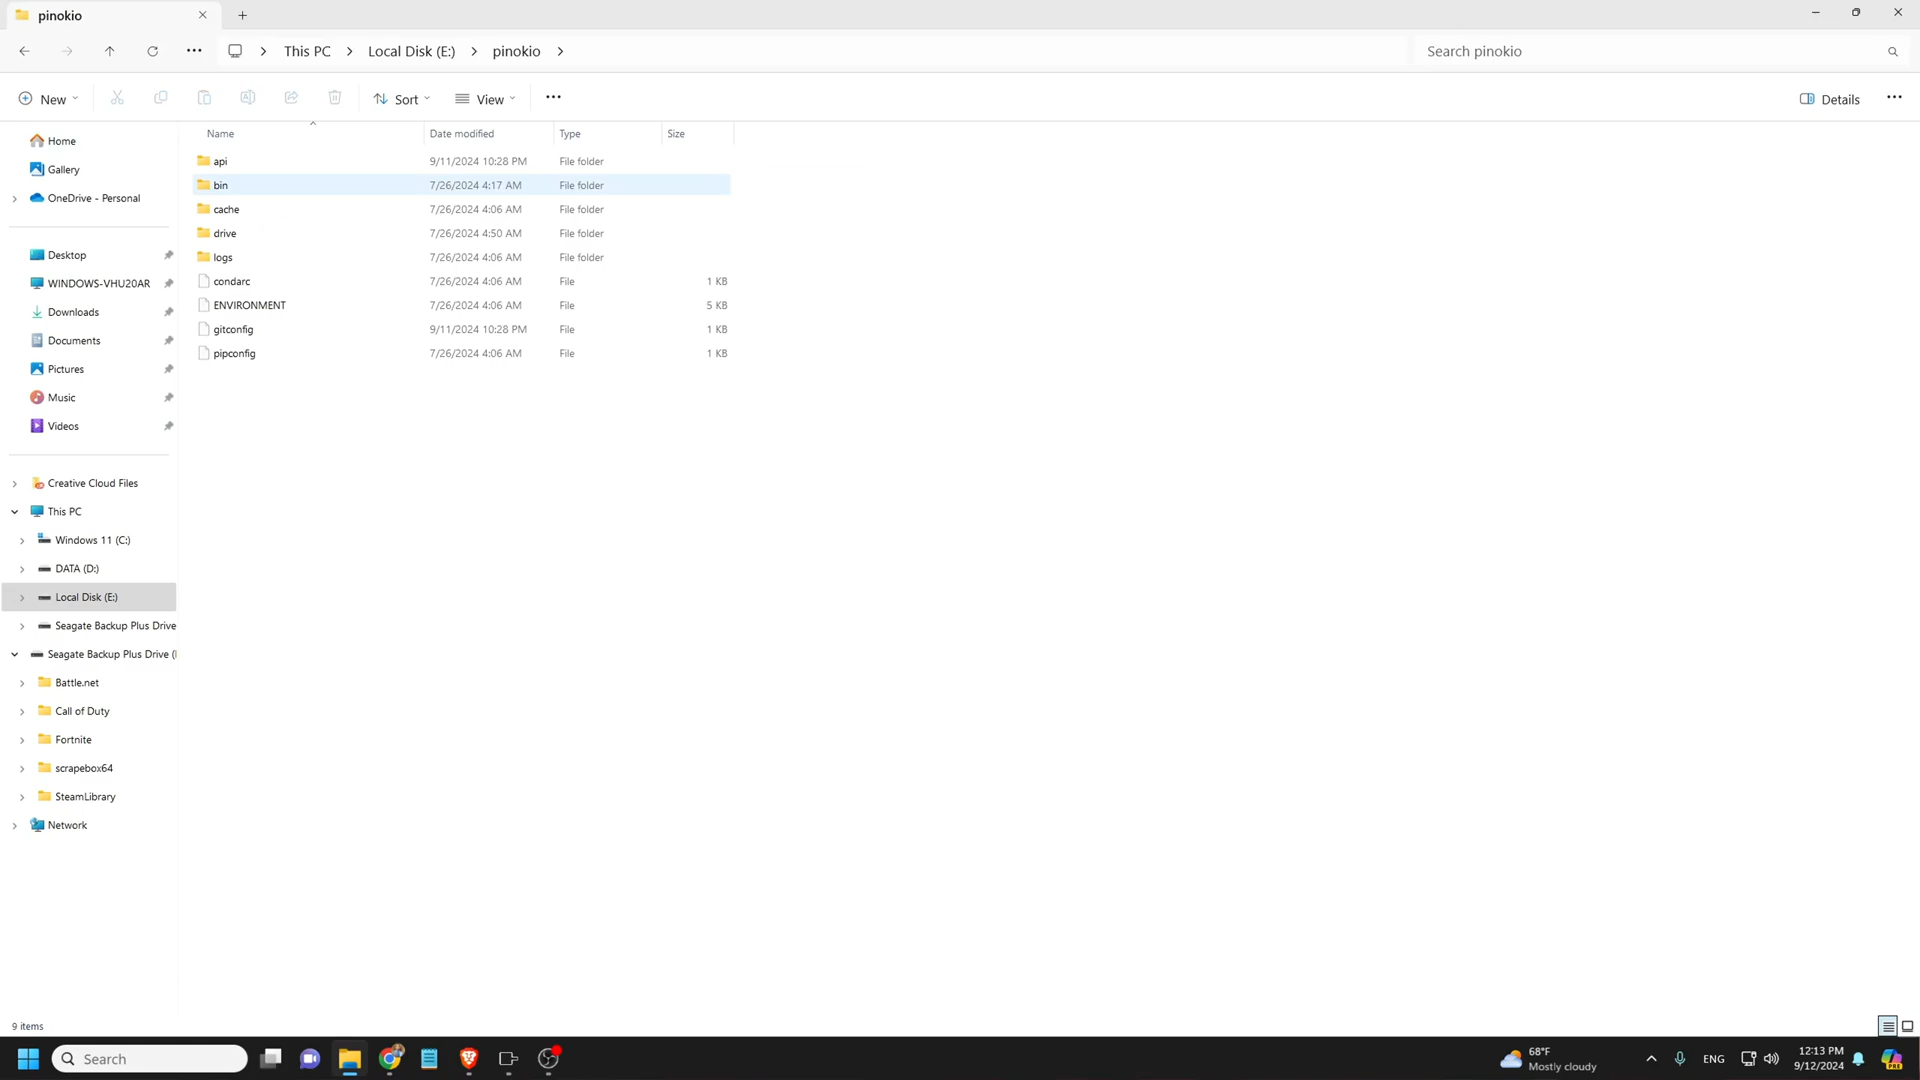 pinokio
This PC
Local Disk (E:)
pinokio
Search pinokio
New
Sort
View
Details
Name
Date modified
Type
Size
api 9/11/2024 10:28 PM File folder
bin 7/26/2024 4:17 AM File folder
cache 7/26/2024 4:06 AM File folder
drive 7/26/2024 4:50 AM File folder
logs 7/26/2024 4:06 AM File folder
condarc 7/26/2024 4:06 AM File 1 KB
ENVIRONMENT 7/26/2024 4:06 AM File 5 KB
gitconfig 9/11/2024 10:28 PM File 1 KB
pipconfig 7/26/2024 4:06 AM File 1 KB
Home
Gallery
OneDrive - Personal
Desktop
WINDOWS-VHU20AR
Downloads
Documents
Pictures
Music
Videos
Creative Cloud Files
This PC
Windows 11 (C:)
DATA (D:)
Local Disk (E:)
Seagate Backup Plus Drive
Seagate Backup Plus Drive (
Battle.net
Call of Duty
Fortnite
scrapebox64
SteamLibrary
Network
9 items
Search
68°F
Mostly cloudy
ENG
12:13 PM
9/12/2024
PRE